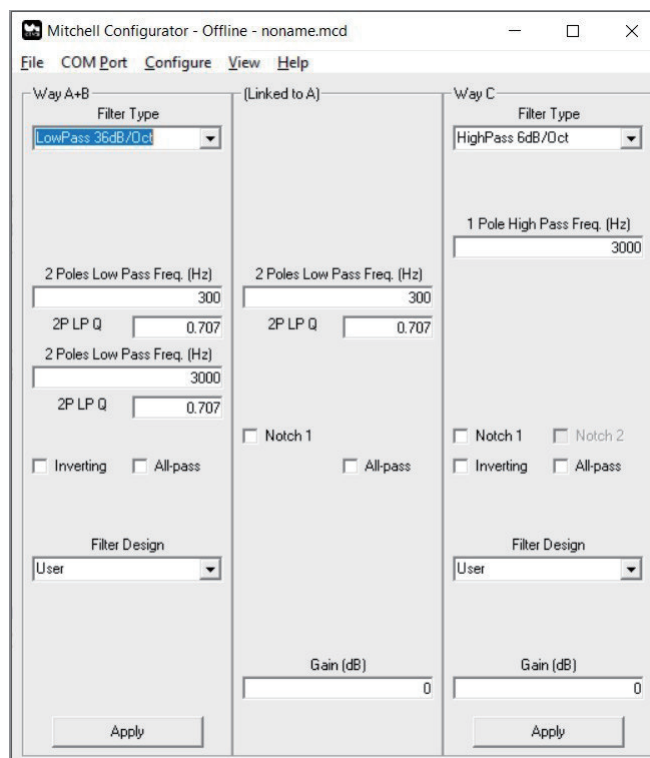 Mitchell Configurator - Offline - noname.mcd
File COM Port Configure View Help
Way A+B
Filter Type
LowPass 36dB/Oct
2 Poles Low Pass Freq. (Hz)
300
2P LP Q 0.707
2 Poles Low Pass Freq. (Hz)
3000
2P LP Q 0.707
Inverting All-pass
Filter Design
User
Apply
(Linked to A)
2 Poles Low Pass Freq. (Hz)
300
2P LP Q 0.707
Notch 1
All-pass
Gain (dB)
0
Way C
Filter Type
HighPass 6dB/Oct
1 Pole High Pass Freq. (Hz)
3000
Notch 1 Notch 2
Inverting All-pass
Filter Design
User
Gain (dB)
0
Apply